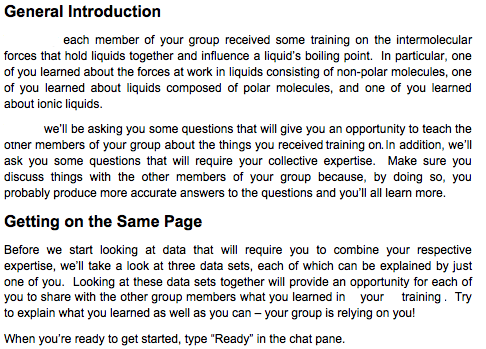 General Introduction
each member of your group received some training on the intermolecular
forces that hold liquids together and influence a liquid's boiling point. In particular, one
of you learned about the forces at work in liquids consisting of non-polar molecules, one
of you learned about liquids composed of polar molecules, and one of you learned
about ionic liquids.
we'll be asking you some questions that will give you an opportunity to teach the
other members of your group about the things you received training on. In addition, we'll
ask you some questions that will require your collective expertise. Make sure you
discuss things with the other members of your group because, by doing so, you
probably produce more accurate answers to the questions and you'll all learn more.
Getting on the Same Page
Before we start looking at data that will require you to combine your respective
expertise, we'll take a look at three data sets, each of which can be explained by just
one of you. Looking at these data sets together will provide an opportunity for each of
you to share with the other group members what you learned in your training . Try
to explain what you learned as well as you can – your group is relying on you!
When you're ready to get started, type "Ready" in the chat pane.